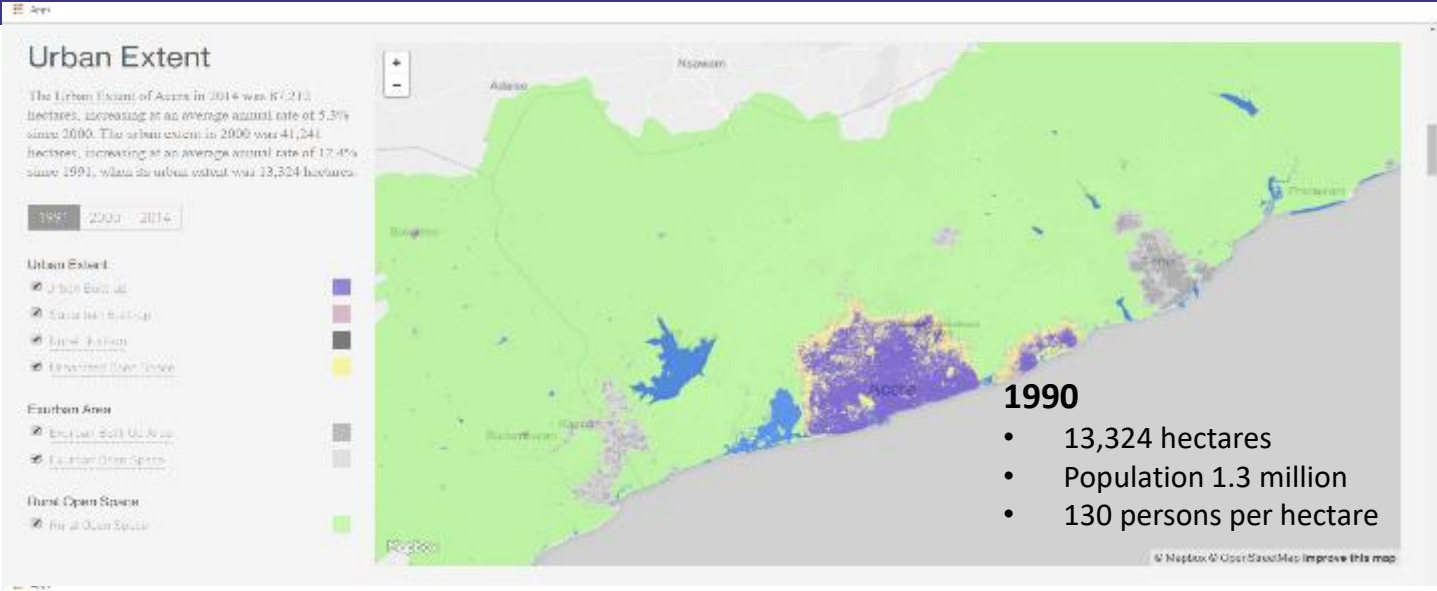 Apps
Urban Extent
The Urban Extent of Accra in 2014 was 87,212
hectares, increasing at an average annual rate of 5.3%
since 2000. The urban extent in 2000 was 41,241
hectares, increasing at an average annual rate of 12.4%
since 1991, when its urban extent was 13,324 hectares.
1991 2000 2014
Urban Extent
Urban Built-up
Suburban Built-up
Urbanized Open Space
Exurban Area
Exurban Built-Up Area
Exurban Open Space
Rural Open Space
Rural Open Space
+
−
Nsawam
Adeiso
Accra
Kasoa
Tema
Mapbox
1990
• 13,324 hectares
• Population 1.3 million
• 130 persons per hectare
© Mapbox © OpenStreetMap Improve this map